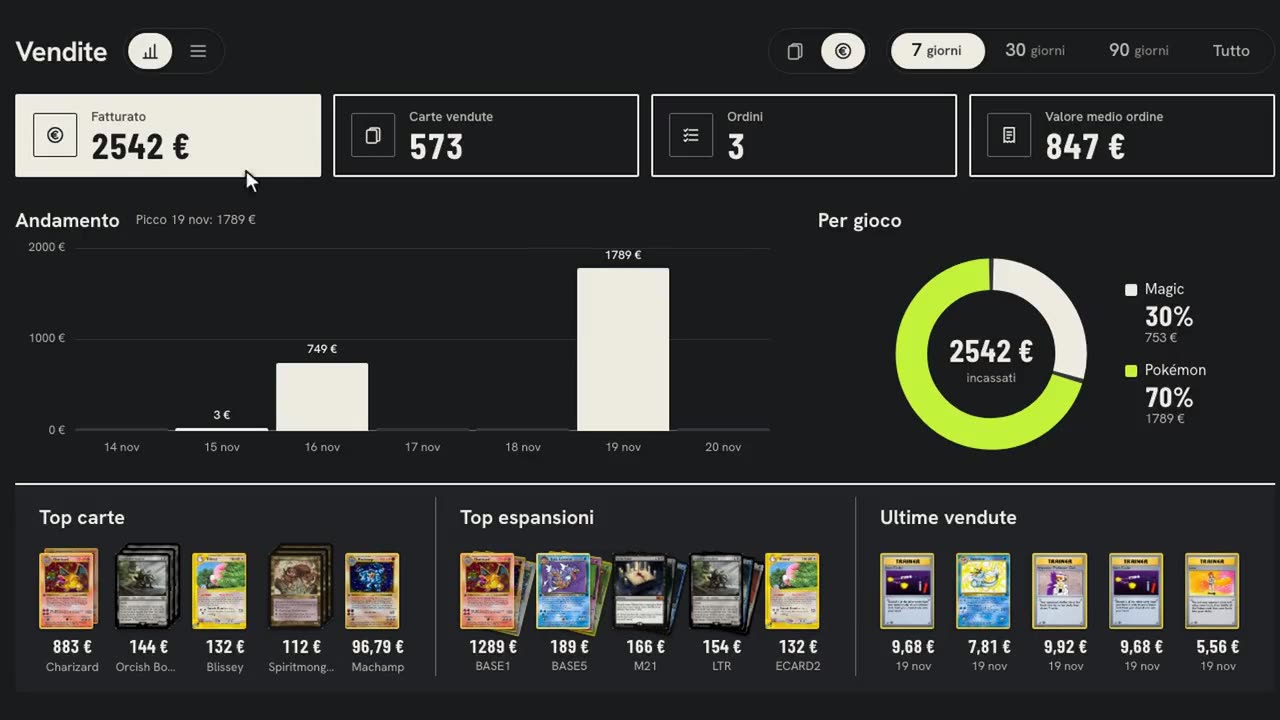 Vendite
7 giorni
30 giorni
90 giorni
Tutto
Fatturato
2542 €
Carte vendute
573
Ordini
3
Valore medio ordine
847 €
Andamento
Picco 19 nov: 1789 €
Per gioco
2000 €
1000 €
0 €
3 €
749 €
1789 €
14 nov
15 nov
16 nov
17 nov
18 nov
19 nov
20 nov
2542 €
incassati
Magic
30%
753 €
Pokémon
70%
1789 €
Top carte
883 €
Charizard
144 €
Orcish Bo...
132 €
Blissey
112 €
Spiritmong...
96,79 €
Machamp
Top espansioni
1289 €
BASE1
189 €
BASE5
166 €
M21
154 €
LTR
132 €
ECARD2
Ultime vendute
TRAINER
9,68 €
19 nov
7,81 €
19 nov
TRAINER
9,92 €
19 nov
TRAINER
9,68 €
19 nov
TRAINER
5,56 €
19 nov